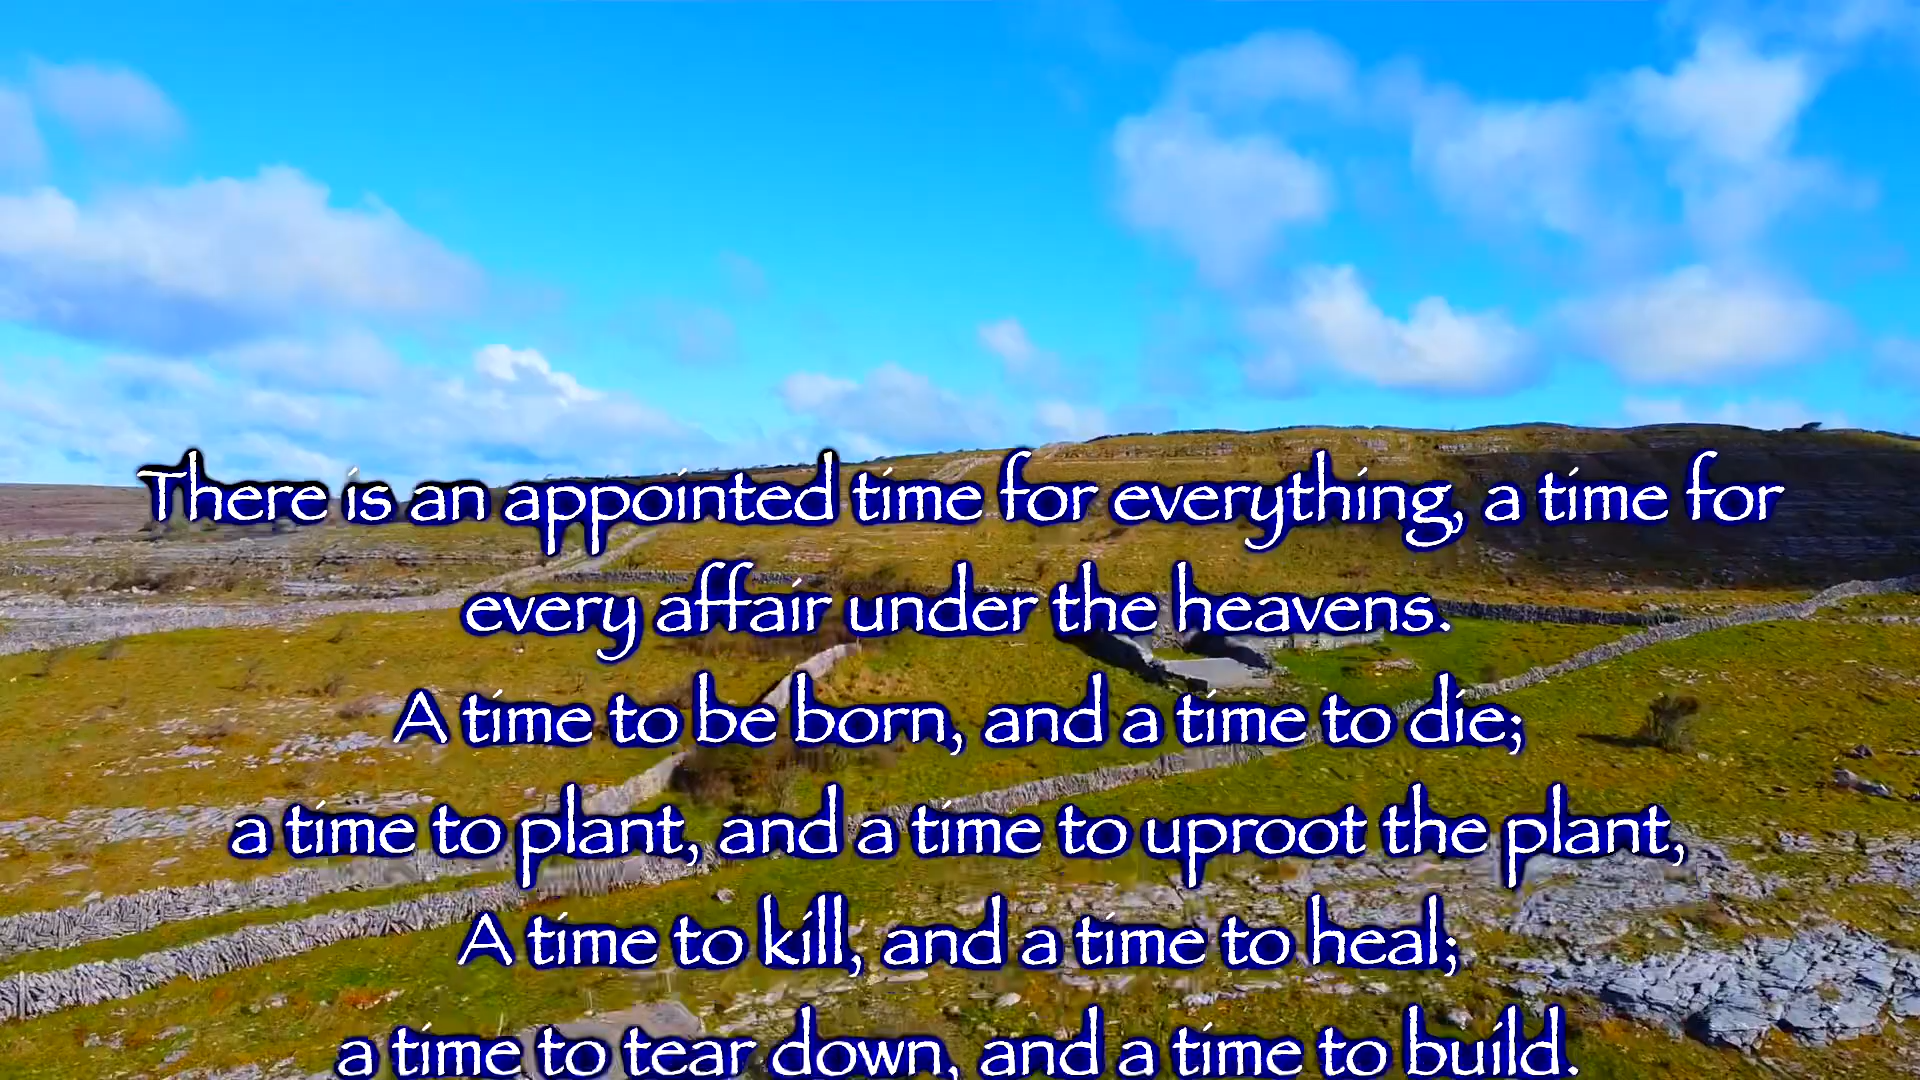 There is an appointed time for everything, a time for
every affair under the heavens.
A time to be born, and a time to die;
a time to plant, and a time to uproot the plant,
A time to kill, and a time to heal;
a time to tear down, and a time to build.